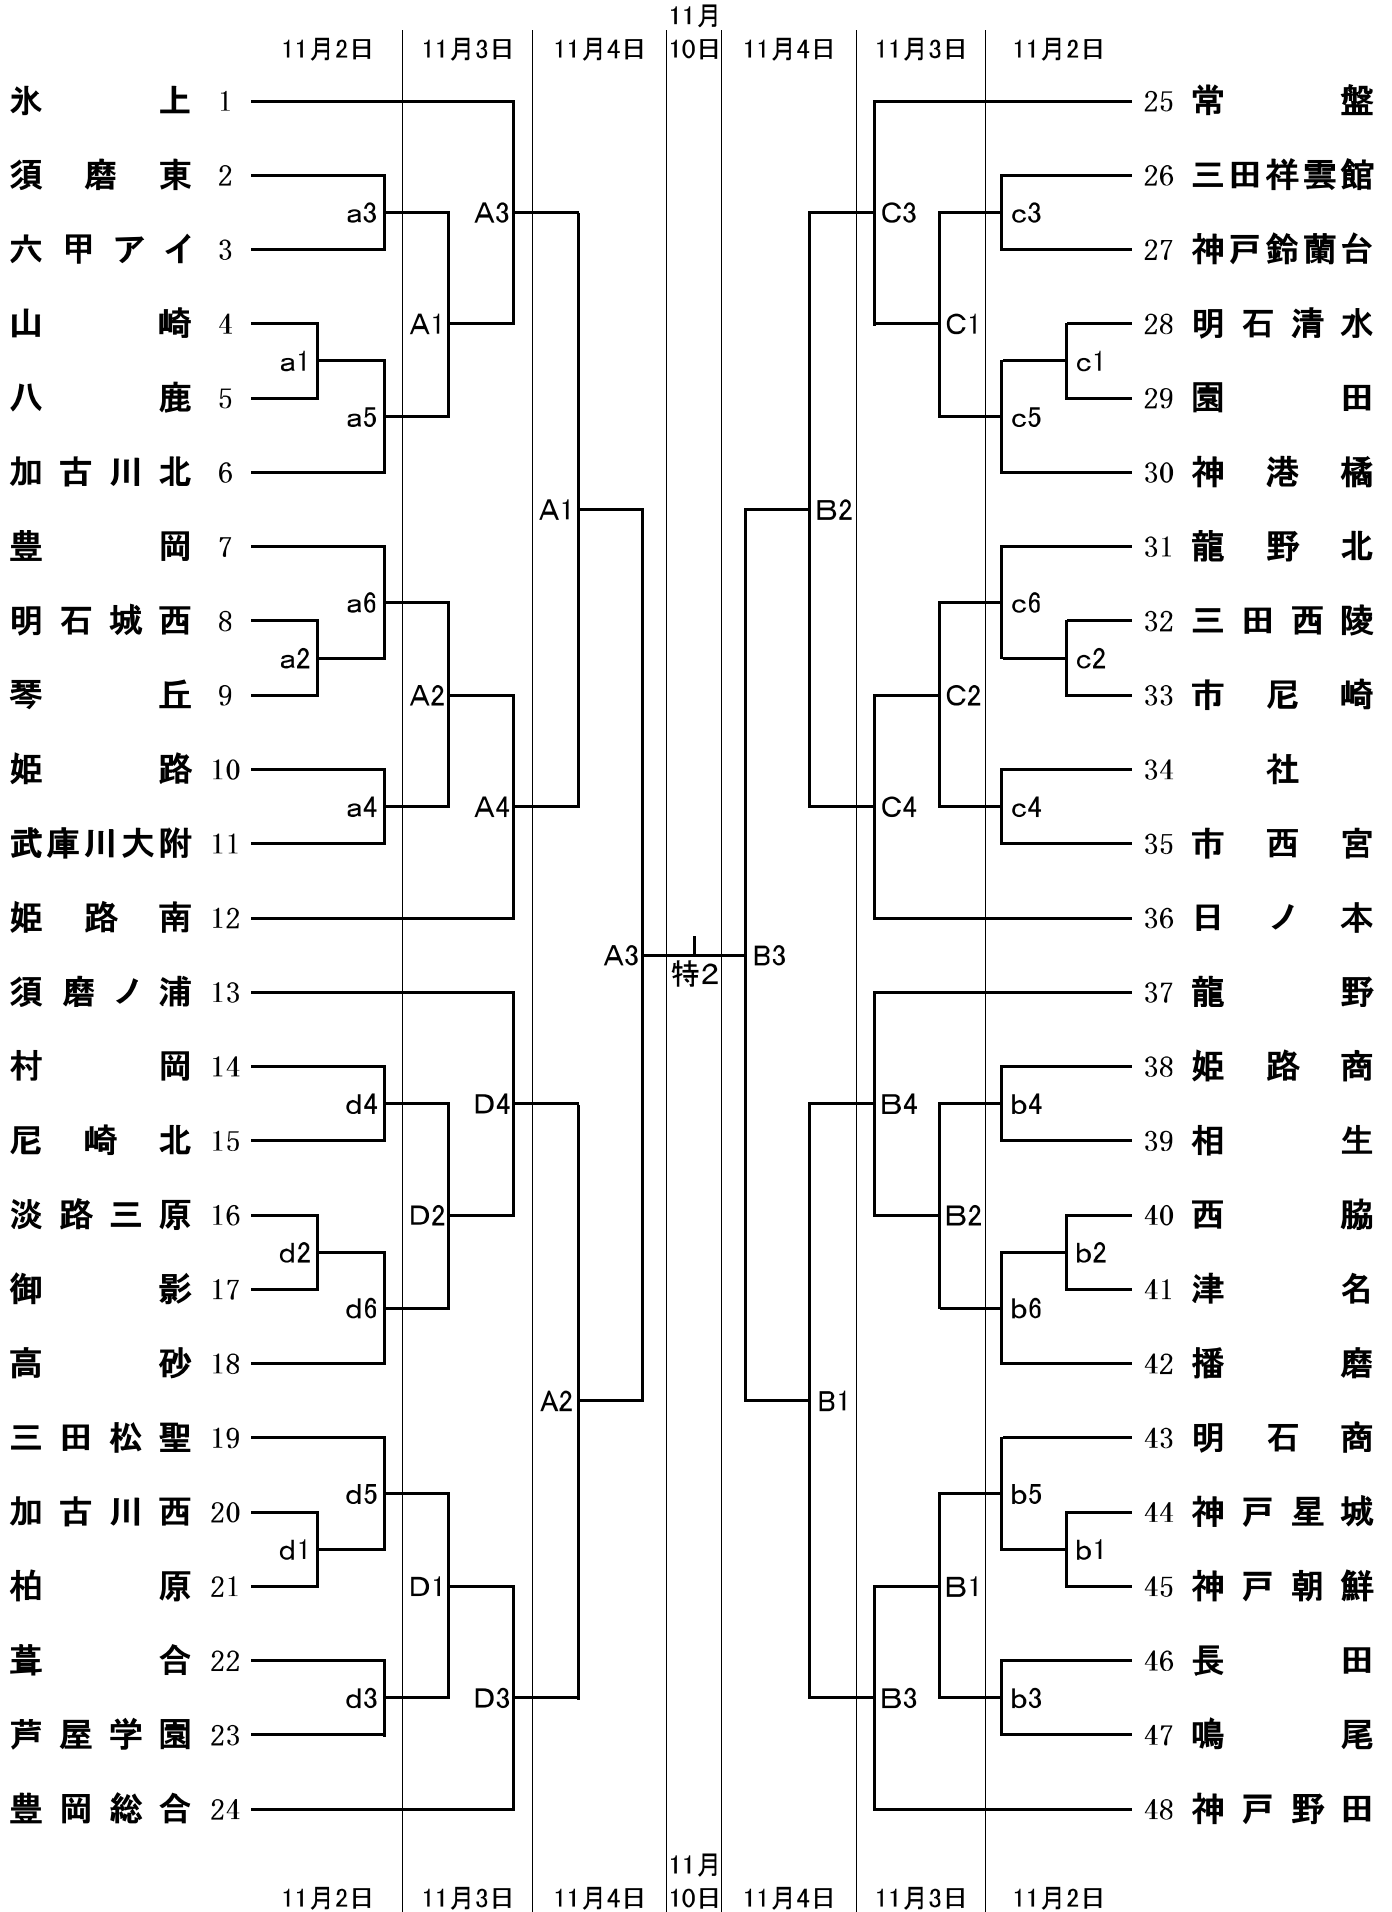 11月
11月2日 11月3日 11月4日 10日 11月4日 11月3日 11月2日
氷上 1 25 常盤
須磨東 2 26 三田祥雲館
a3 A3 C3 c3
六甲アイ 3 27 神戸鈴蘭台
山崎 4 A1 C1 28 明石清水
a1 c1
八鹿 5 29 園田
a5 c5
加古川北 6 30 神港橘
A1 B2
豊岡 7 31 龍野北
a6 c6
明石城西 8 32 三田西陵
a2 c2
琴丘 9 A2 C2 33 市尼崎
姫路 10 34 社
a4 A4 C4 c4
武庫川大附 11 35 市西宮
姫路南 12 36 日ノ本
A3 特2 B3
須磨ノ浦 13 37 龍野
村岡 14 38 姫路商
d4 D4 B4 b4
尼崎北 15 39 相生
淡路三原 16 D2 B2 40 西脇
d2 b2
御影 17 41 津名
d6 b6
高砂 18 42 播磨
A2 B1
三田松聖 19 43 明石商
d5 b5
加古川西 20 44 神戸星城
d1 b1
柏原 21 D1 B1 45 神戸朝鮮
葺合 22 46 長田
d3 D3 B3 b3
芦屋学園 23 47 鳴尾
豊岡総合 24 48 神戸野田
11月
11月2日 11月3日 11月4日 10日 11月4日 11月3日 11月2日